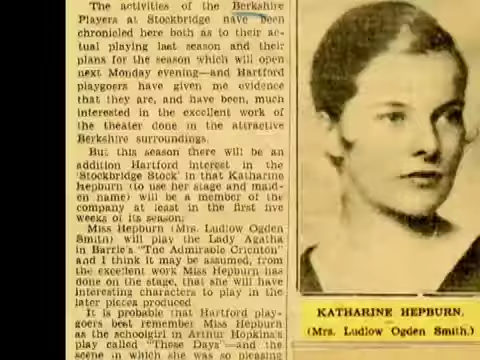 The activities of the Berkshire
Players at Stockbridge have been
chronicled here both as to their ac-
tual playing last season and their
plans for the season which will open
next Monday evening—and Hartford
playgoers have given me evidence
that they are, and have been, much
interested in the excellent work of
the theater done in the attractive
Berkshire surroundings.
But this season there will be an
addition Hartford interest in the
'Stockbridge Stock' in that Katharine
Hepburn (to use her stage and maid-
en name) will be a member of the
company at least in the first five
weeks of its season.
Miss Hepburn (Mrs. Ludlow Ogden
Smith) will play the Lady Agatha
in Barrie's "The Admirable Crichton"
and I think it may be assumed, from
the excellent work Miss Hepburn has
done on the stage, that she will have
interesting characters to play in the
later pieces produced
It is probable that Hartford play-
goers best remember Miss Hepburn
as the schoolgirl in Arthur Hopkins's
play called "These Days"—and the
scene in which she was so pleasing
KATHARINE HEPBURN.
(Mrs. Ludlow Ogden Smith.)